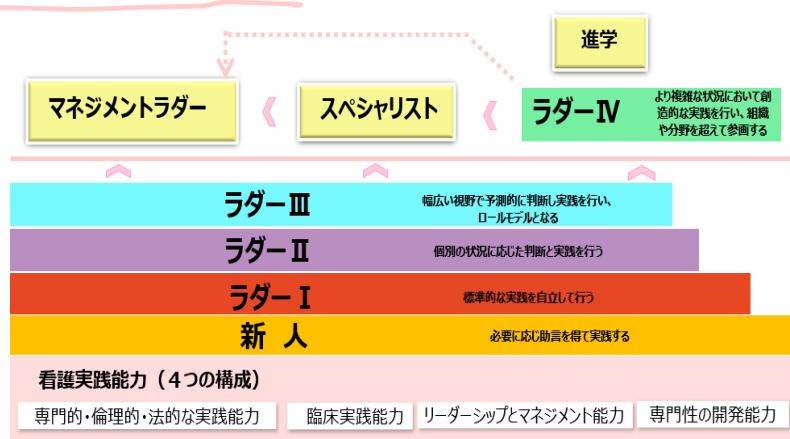 進学
マネジメントラダー
スペシャリスト
ラダーⅣ
より複雑な状況において創
造的な実践を行い、組織
や分野を超えて参画する
ラダーⅢ
幅広い視野で予測的に判断し実践を行い、
ロールモデルとなる
ラダーⅡ
個別の状況に応じた判断と実践を行う
ラダーⅠ
標準的な実践を自立して行う
新 人
必要に応じ助言を得て実践する
看護実践能力（４つの構成）
専門的・倫理的・法的な実践能力
臨床実践能力
リーダーシップとマネジメント能力
専門性の開発能力